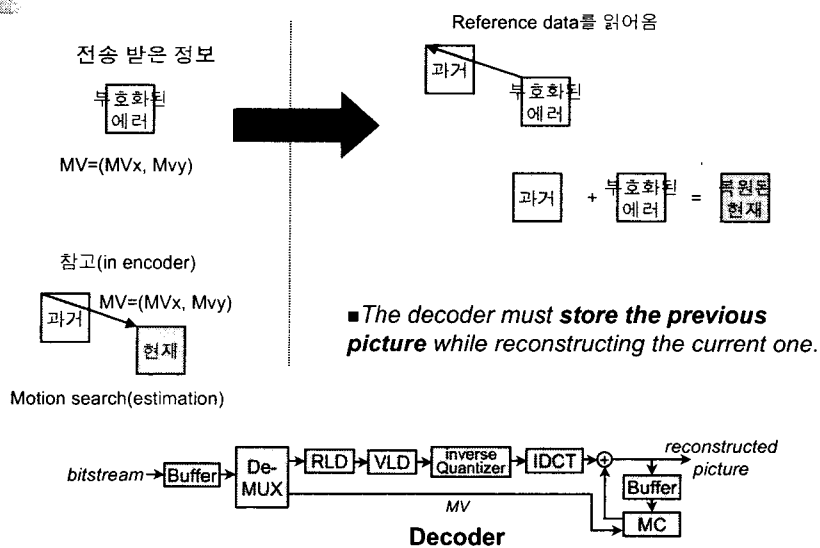 전송 받은 정보
부호화된
에러
MV=(MVx, Mvy)
Reference data를 읽어옴
과거
부호화된
에러
과거
+
부호화된
에러
=
복원된
현재
참고(in encoder)
MV=(MVx, Mvy)
과거
현재
Motion search(estimation)
■The decoder must store the previous
picture while reconstructing the current one.
bitstream
Buffer
De-
MUX
RLD
VLD
inverse
Quantizer
IDCT
+
reconstructed
picture
Buffer
MC
MV
Decoder